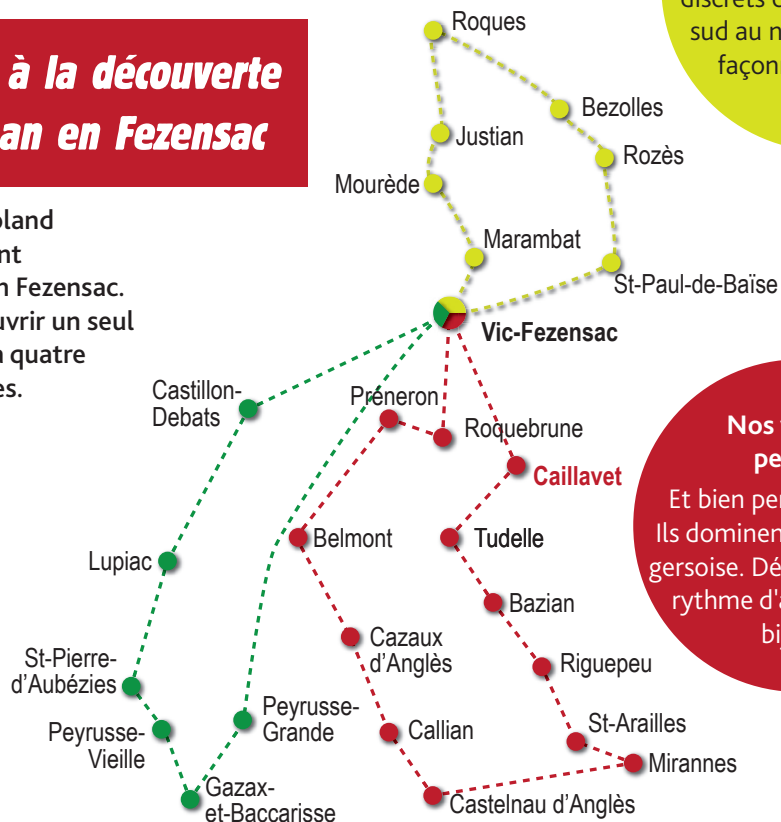 à la découverte
an en Fezensac
oland
nt
n Fezensac.
uvrir un seul
quatre
es.
discrets
sud au n
façon
Roques
Bezolles
Justian
Rozès
Mourède
Marambat
St-Paul-de-Baïse
Vic-Fezensac
Castillon-
Debats
Préneron
Roquebrune
Caillavet
Nos
pe
Et bien per
Ils dominen
gersoise. Dé
rythme d'a
bi
Belmont
Tudelle
Lupiac
Bazian
Cazaux
d'Anglès
Riguepeu
St-Pierre-
d'Aubézies
Peyrusse-
Vieille
Peyrusse-
Grande
Callian
St-Arailles
Mirannes
Gazax-
et-Baccarisse
Castelnau d'Anglès